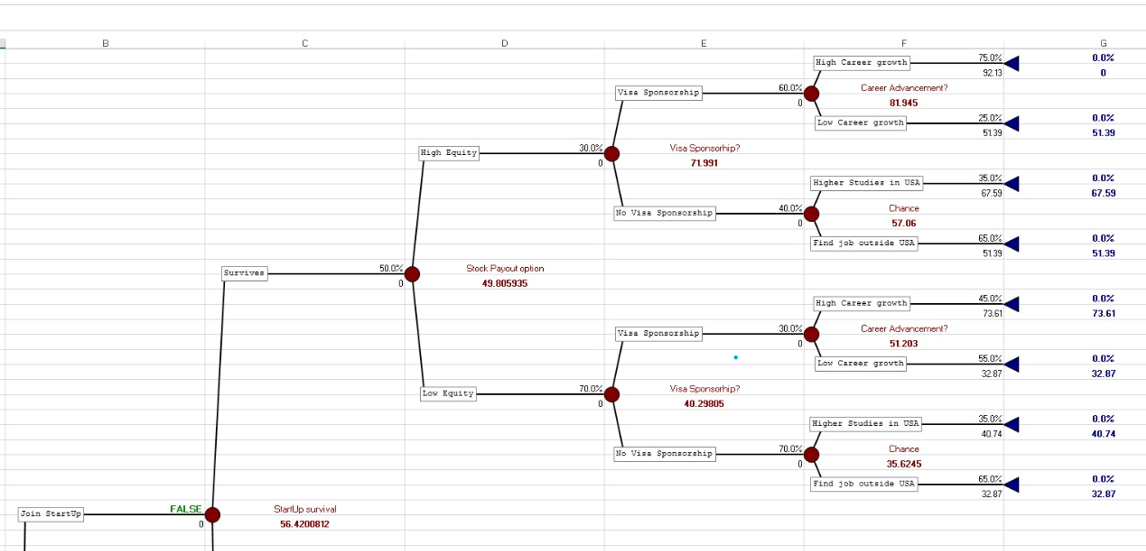 B C D E F G
High Career growth 75.0% 0.0%
92.13 0
Visa Sponsorship 60.0% Career Advancement?
0 81.945
Low Career growth 25.0% 0.0%
51.39 51.39
High Equity 30.0% Visa Sponsorhip?
0 71.991
Higher Studies in USA 35.0% 0.0%
67.59 67.59
No Visa Sponsorship 40.0% Chance
0 57.06
Find job outside USA 65.0% 0.0%
51.39 51.39
Survives 50.0% Stock Payout option
0 49.805935
High Career growth 45.0% 0.0%
73.61 73.61
Visa Sponsorship 30.0% Career Advancement?
0 51.203
Low Career growth 55.0% 0.0%
32.87 32.87
Low Equity 70.0% Visa Sponsorhip?
0 40.29805
Higher Studies in USA 35.0% 0.0%
40.74 40.74
No Visa Sponsorship 70.0% Chance
0 35.6245
Find job outside USA 65.0% 0.0%
32.87 32.87
Join StartUp FALSE StartUp survival
0 56.4200812